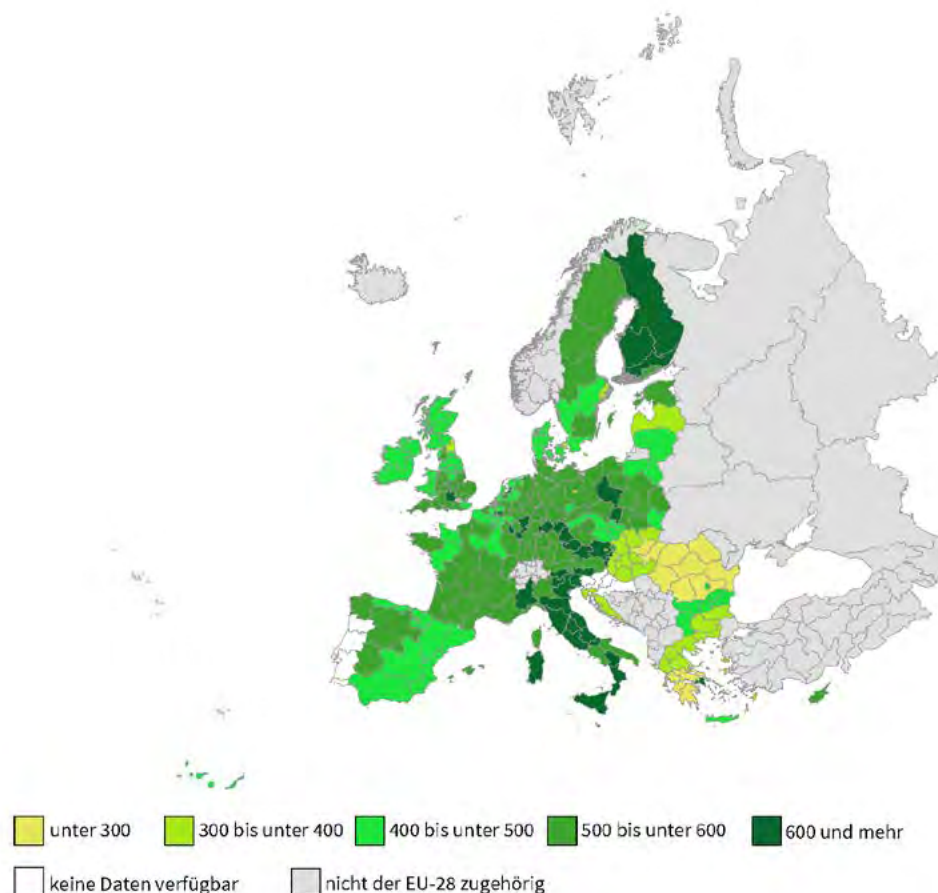 unter 300 300 bis unter 400 400 bis unter 500 500 bis unter 600 600 und mehr
keine Daten verfügbar nicht der EU-28 zugehörig